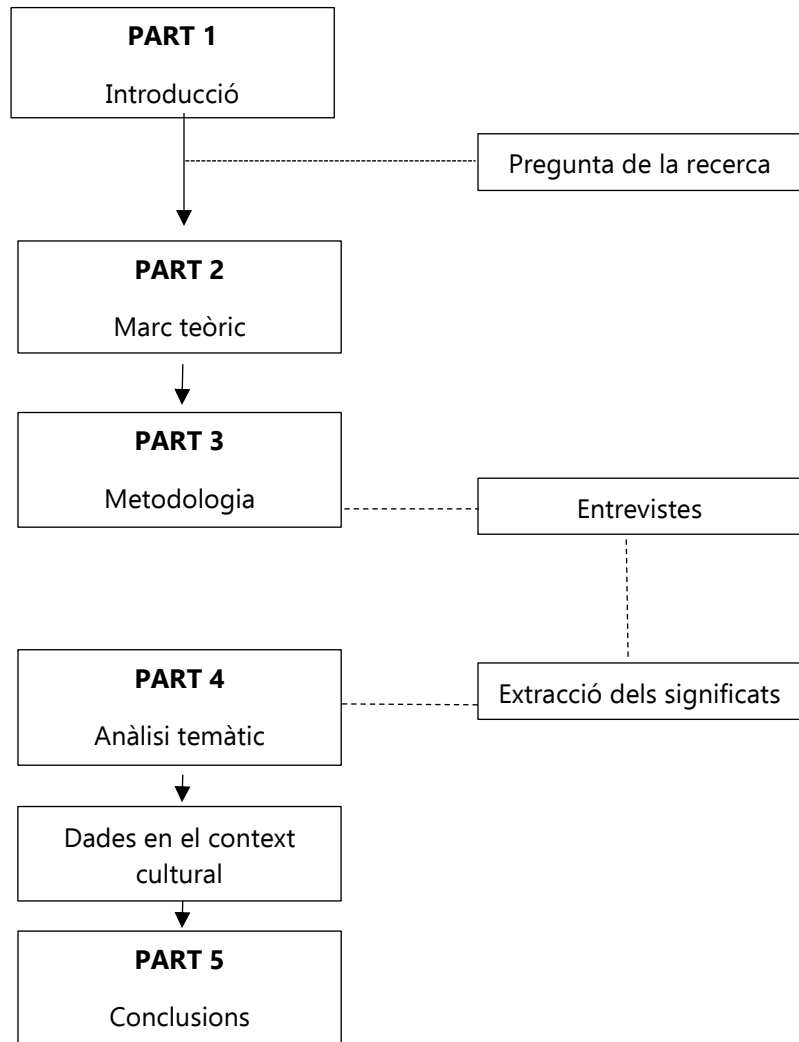 PART 1
Introducció
Pregunta de la recerca
PART 2
Marc teòric
PART 3
Metodologia
Entrevistes
PART 4
Anàlisi temàtic
Extracció dels significats
Dades en el context
cultural
PART 5
Conclusions